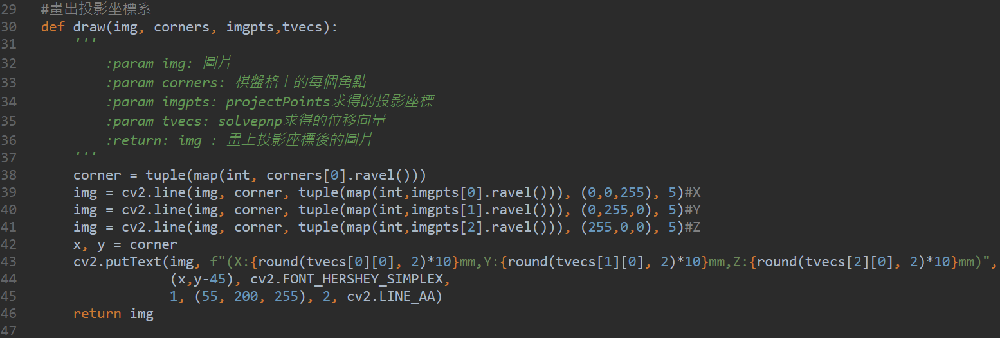 29 #畫出投影坐標系
30 def draw(img, corners, imgpts,tvecs):
31     '''
32         :param img: 圖片
33         :param corners: 棋盤格上的每個角點
34         :param imgpts: projectPoints求得的投影座標
35         :param tvecs: solvepnp求得的位移向量
36         :return: img : 畫上投影座標後的圖片
37     '''
38     corner = tuple(map(int, corners[0].ravel()))
39     img = cv2.line(img, corner, tuple(map(int,imgpts[0].ravel())), (0,0,255), 5)#X
40     img = cv2.line(img, corner, tuple(map(int,imgpts[1].ravel())), (0,255,0), 5)#Y
41     img = cv2.line(img, corner, tuple(map(int,imgpts[2].ravel())), (255,0,0), 5)#Z
42     x, y = corner
43     cv2.putText(img, f"(X:{round(tvecs[0][0], 2)*10}mm,Y:{round(tvecs[1][0], 2)*10}mm,Z:{round(tvecs[2][0], 2)*10}mm)",
44                 (x,y-45), cv2.FONT_HERSHEY_SIMPLEX,
45                 1, (55, 200, 255), 2, cv2.LINE_AA)
46     return img
47